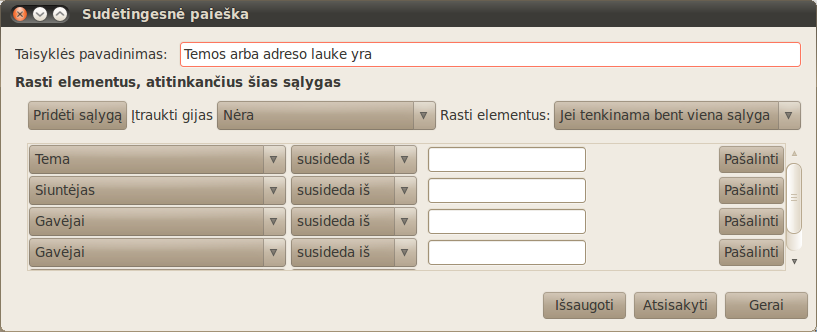 Sudėtingesnė paieška
Taisyklės pavadinimas: Temos arba adreso lauke yra
Rasti elementus, atitinkančius šias sąlygas
Pridėti sąlygą Įtraukti gijas Nėra Rasti elementus: Jei tenkinama bent viena sąlyga
Tema susideda iš Pašalinti
Siuntėjas susideda iš Pašalinti
Gavėjai susideda iš Pašalinti
Gavėjai susideda iš Pašalinti
Išsaugoti Atsisakyti Gerai